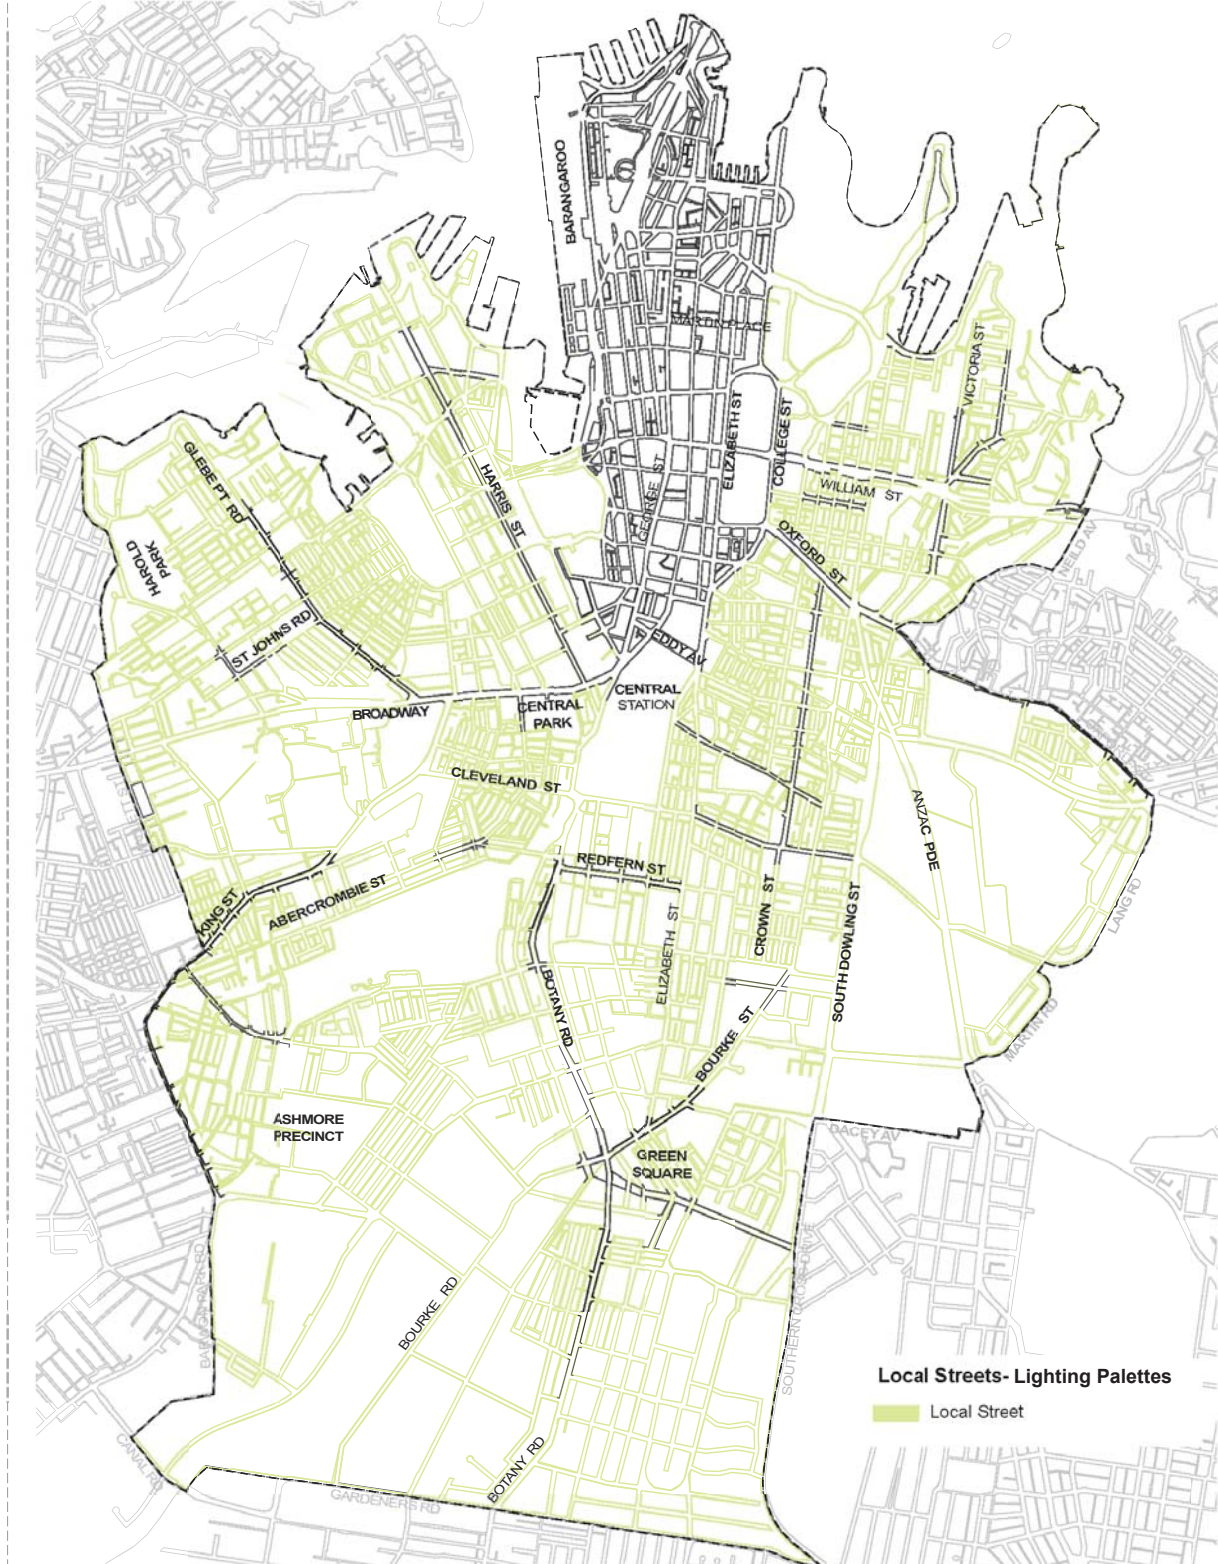 BARANGAROO
MARTIN PLACE
VICTORIA ST
ELIZABETH ST
COLLEGE ST
GEORGE ST
WILLIAM ST
GLEBE PT RD
HARRIS ST
OXFORD ST
NEILD AV
HAROLD
PARK
ST JOHNS RD
EDDY AV
CENTRAL
STATION
BROADWAY
CENTRAL
PARK
CLEVELAND ST
ANZAC PDE
REDFERN ST
KING ST
ABERCROMBIE ST
CROWN ST
SOUTH DOWLING ST
LANG RD
ELIZABETH ST
BOTANY RD
BOURKE ST
MARTIN RD
ASHMORE
PRECINCT
DACEY AV
GREEN
SQUARE
BOURKE RD
SOUTHERN CROSS DRIVE
Local Streets- Lighting Palettes
Local Street
CANAL RD
BOTANY RD
GARDENERS RD